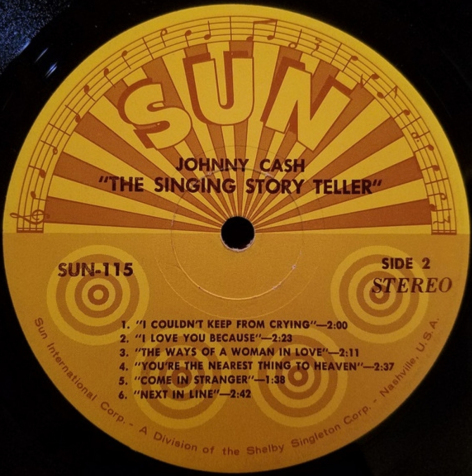 SUN
JOHNNY CASH
"THE SINGING STORY TELLER"
SUN-115
SIDE 2
STEREO
1. "I COULDN'T KEEP FROM CRYING"—2:00
2. "I LOVE YOU BECAUSE"—2:23
3. "THE WAYS OF A WOMAN IN LOVE"—2:11
4. "YOU'RE THE NEAREST THING TO HEAVEN"—2:37
5. "COME IN STRANGER"—1:38
6. "NEXT IN LINE"—2:42
Sun International Corp. - A Division of the Shelby Singleton Corp. - Nashville, U.S.A.